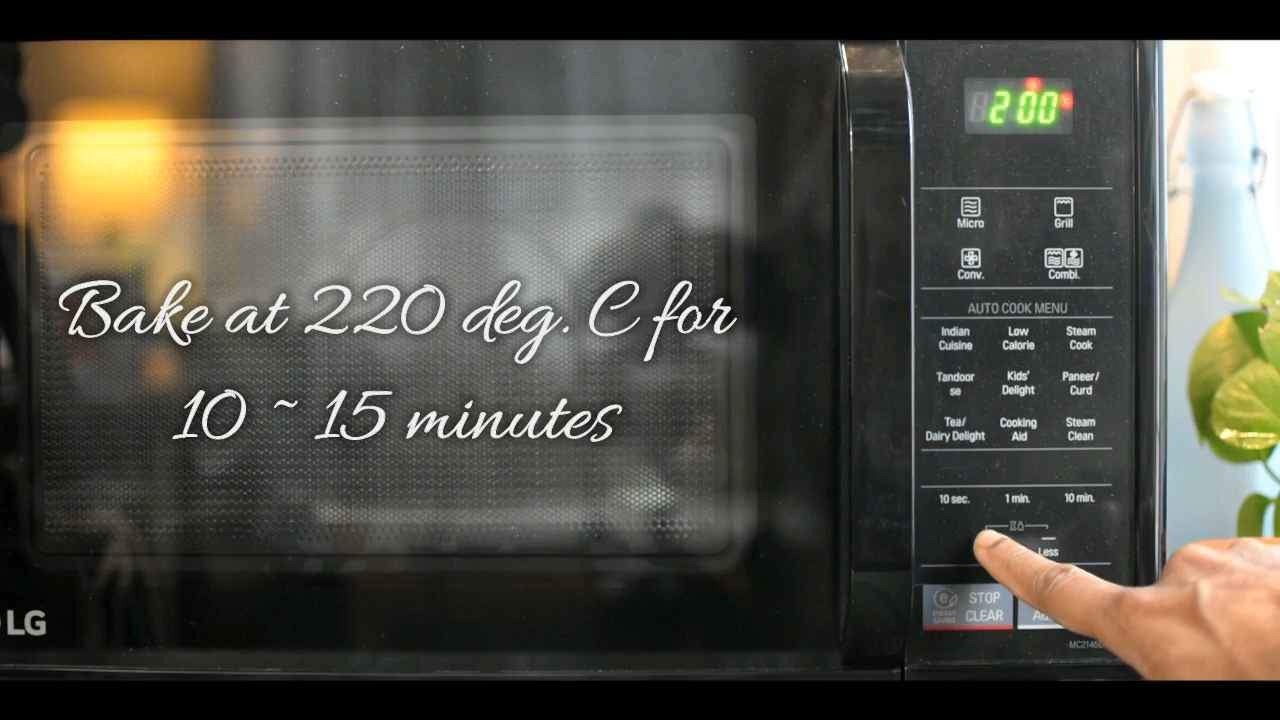 Bake at 220 deg. C for
10 ~ 15 minutes
200
Micro Grill
Conv. Combi.
AUTO COOK MENU
Indian Cuisine
Low Calorie
Steam Cook
Tandoor se
Kids' Delight
Paneer/ Curd
Tea/ Dairy Delight
Cooking Aid
Steam Clean
10 sec. 1 min. 10 min.
Less
STOP
CLEAR
ENERGY SAVING
LG